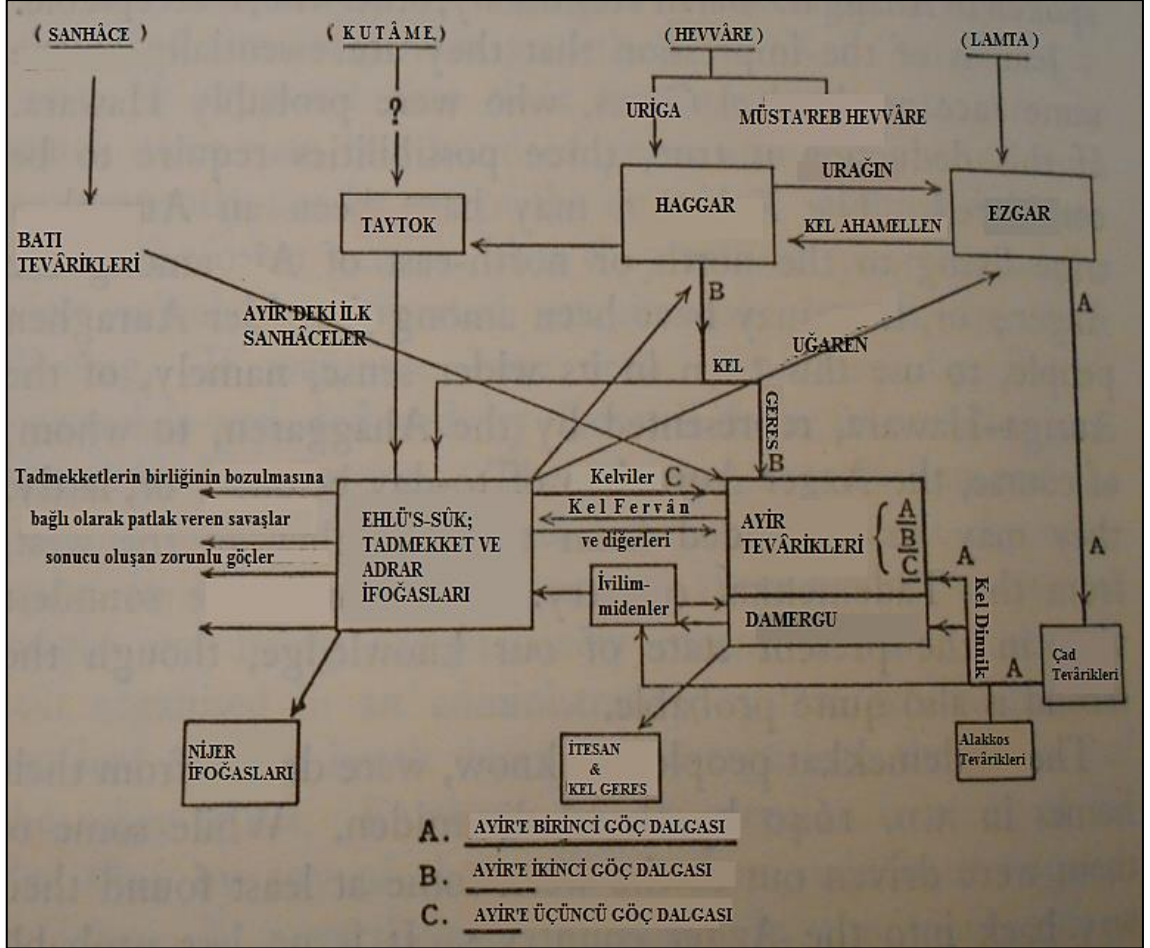 ( SANHÂCE )
( K U T Â M E )
( HEVVÂRE )
( LAMTA )
?
URIGA
MÜSTA'REB HEVVÂRE
URAĞIN
HAGGAR
EZGAR
TAYTOK
KEL AHAMELLEN
BATI
TEVÂRİKLERİ
AYİR'DEKİ İLK
SANHÂCELER
B
A
UĞAREN
KEL
GERES
B
Tadmekketlerin birliğinin bozulmasına
bağlı olarak patlak veren savaşlar
sonucu oluşan zorunlu göçler
EHLÜ'S-SÛK;
TADMEKKET VE
ADRAR
İFOĞASLARI
Kelviler C
Kel Fervân
ve diğerleri
AYİR
TEVÂRİKLERİ
A
B
C
A
A
İvilim-
midenler
DAMERGU
Kel Dinnik
A
Çad
Tevârikleri
NİJER
İFOĞASLARI
İTESAN
&
KEL GERES
Alakkos
Tevârikleri
A. AYİR'E BİRİNCİ GÖÇ DALGASI
B. AYİR'E İKİNCİ GÖÇ DALGASI
C. AYİR'E ÜÇÜNCÜ GÖÇ DALGASI